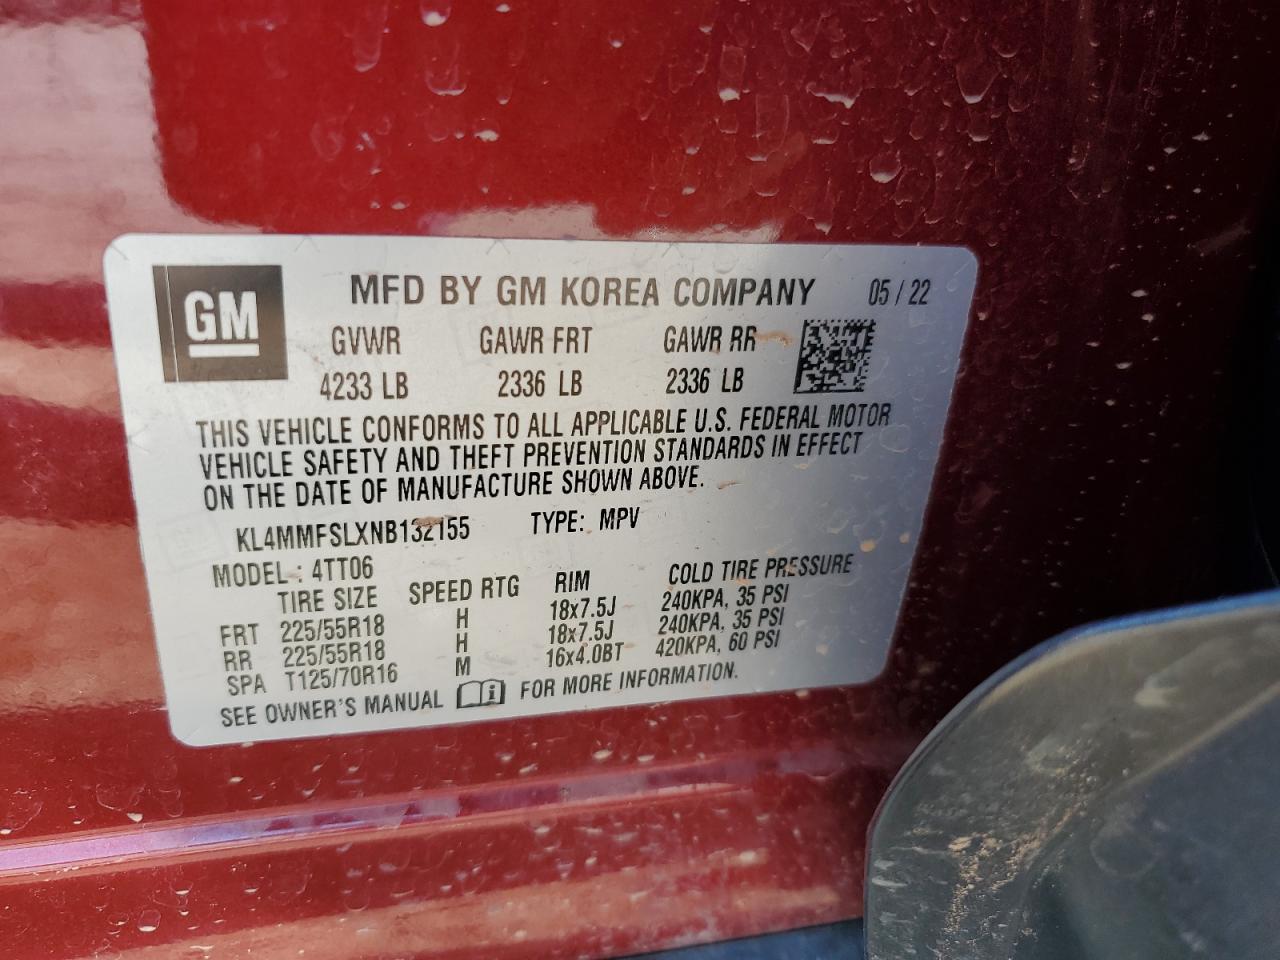 GM
MFD BY GM KOREA COMPANY 05/22
GVWR GAWR FRT GAWR RR
4233 LB 2336 LB 2336 LB
THIS VEHICLE CONFORMS TO ALL APPLICABLE U.S. FEDERAL MOTOR
VEHICLE SAFETY AND THEFT PREVENTION STANDARDS IN EFFECT
ON THE DATE OF MANUFACTURE SHOWN ABOVE.
KL4MMFSLXNB132155 TYPE: MPV
MODEL: 4TT06
TIRE SIZE SPEED RTG RIM COLD TIRE PRESSURE
FRT 225/55R18 H 18x7.5J 240KPA, 35 PSI
RR 225/55R18 H 18x7.5J 240KPA, 35 PSI
SPA T125/70R16 M 16x4.0BT 420KPA, 60 PSI
SEE OWNER'S MANUAL i FOR MORE INFORMATION.